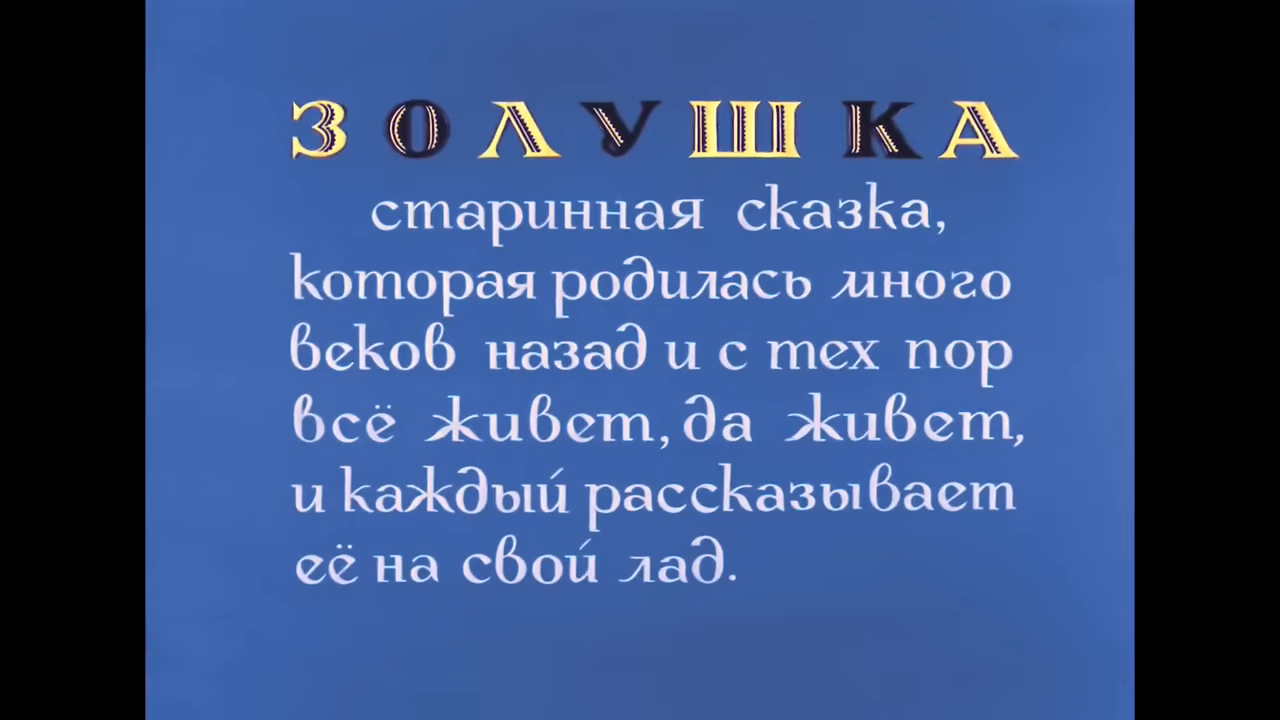 ЗОЛУШКА
старинная сказка,
которая родилась много
веков назад и с тех пор
всё живет, да живет,
и каждый рассказывает
её на свой лад.